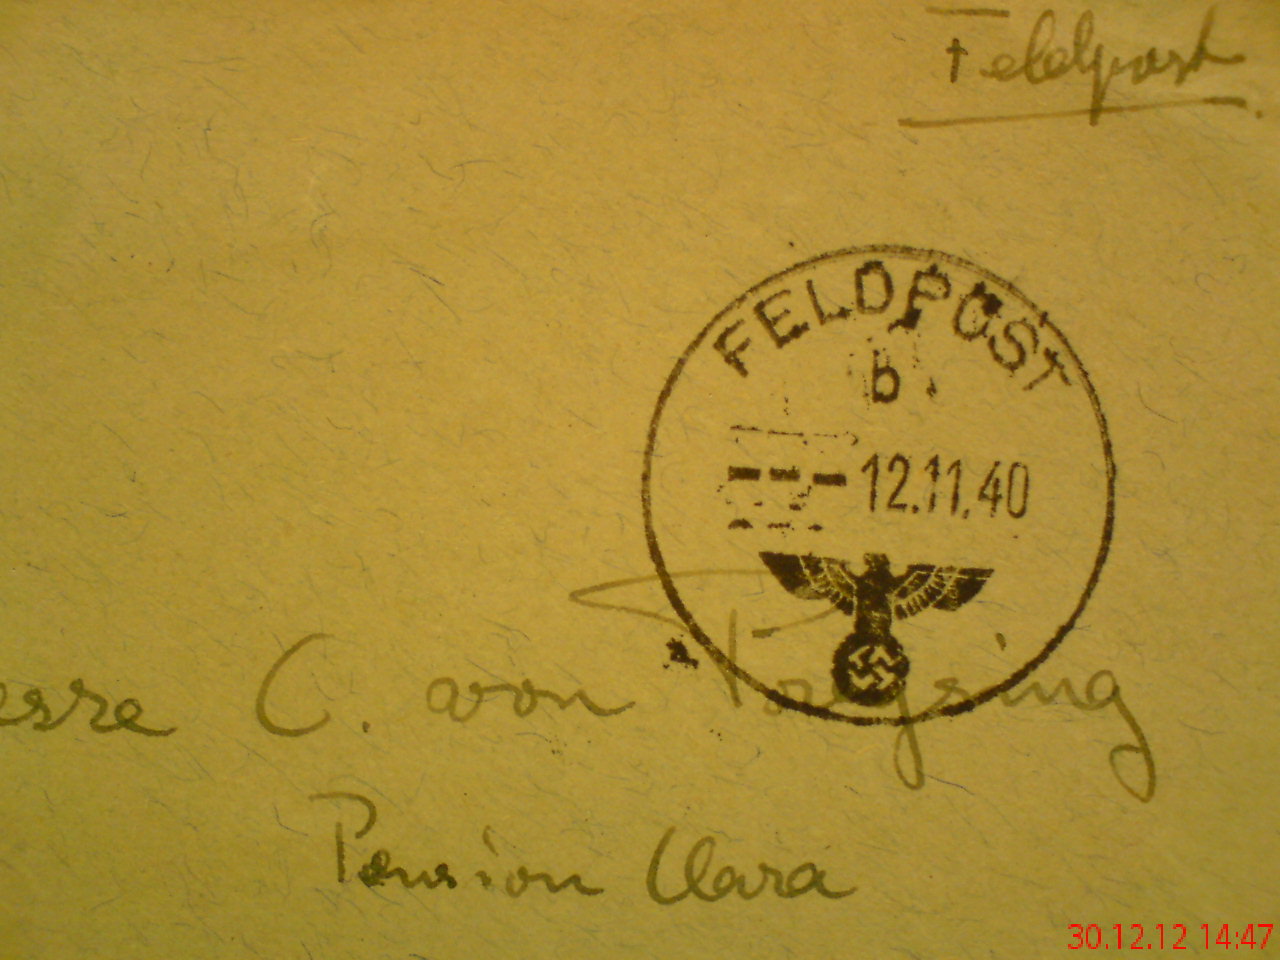 Feldpost
FELDPOST
b
--- 12.11.40
C. von
Pension Clara
30.12.12 14:47